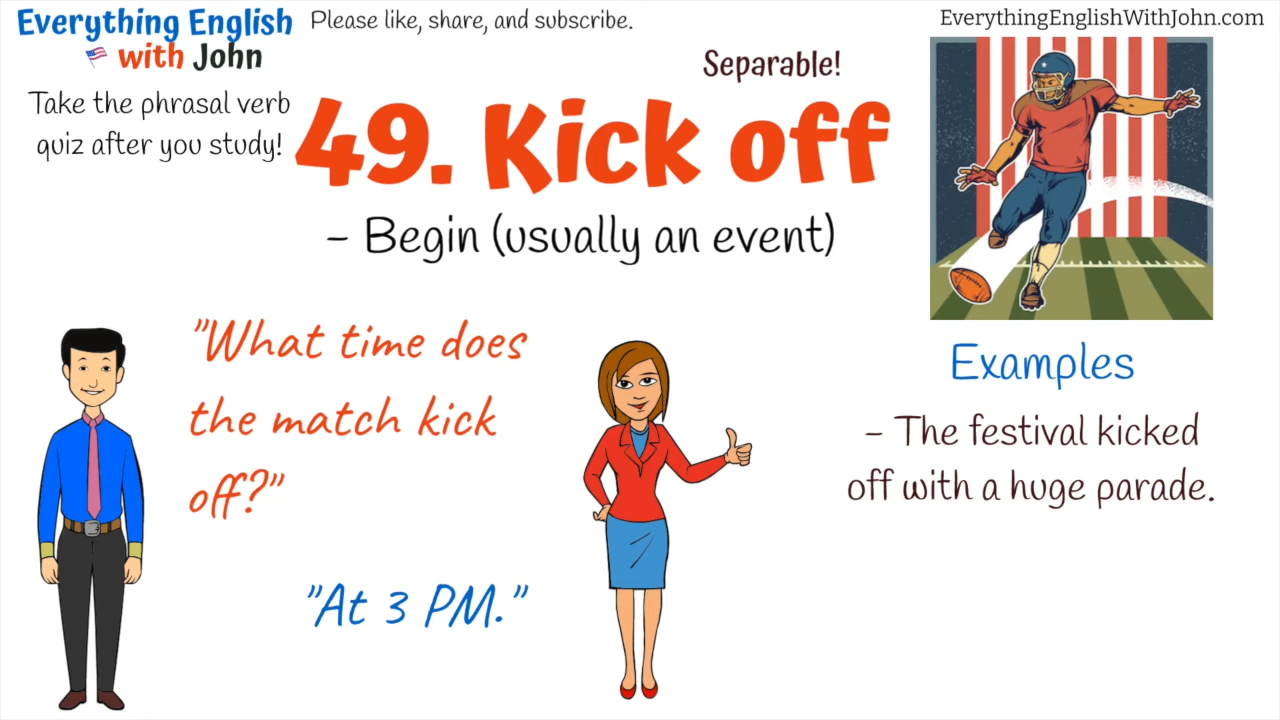 Everything English
with John
Please like, share, and subscribe.
EverythingEnglishWithJohn.com
Take the phrasal verb
quiz after you study!
Separable!
49. Kick off
- Begin (usually an event)
"What time does
the match kick
off?"
"At 3 PM."
Examples
- The festival kicked
off with a huge parade.